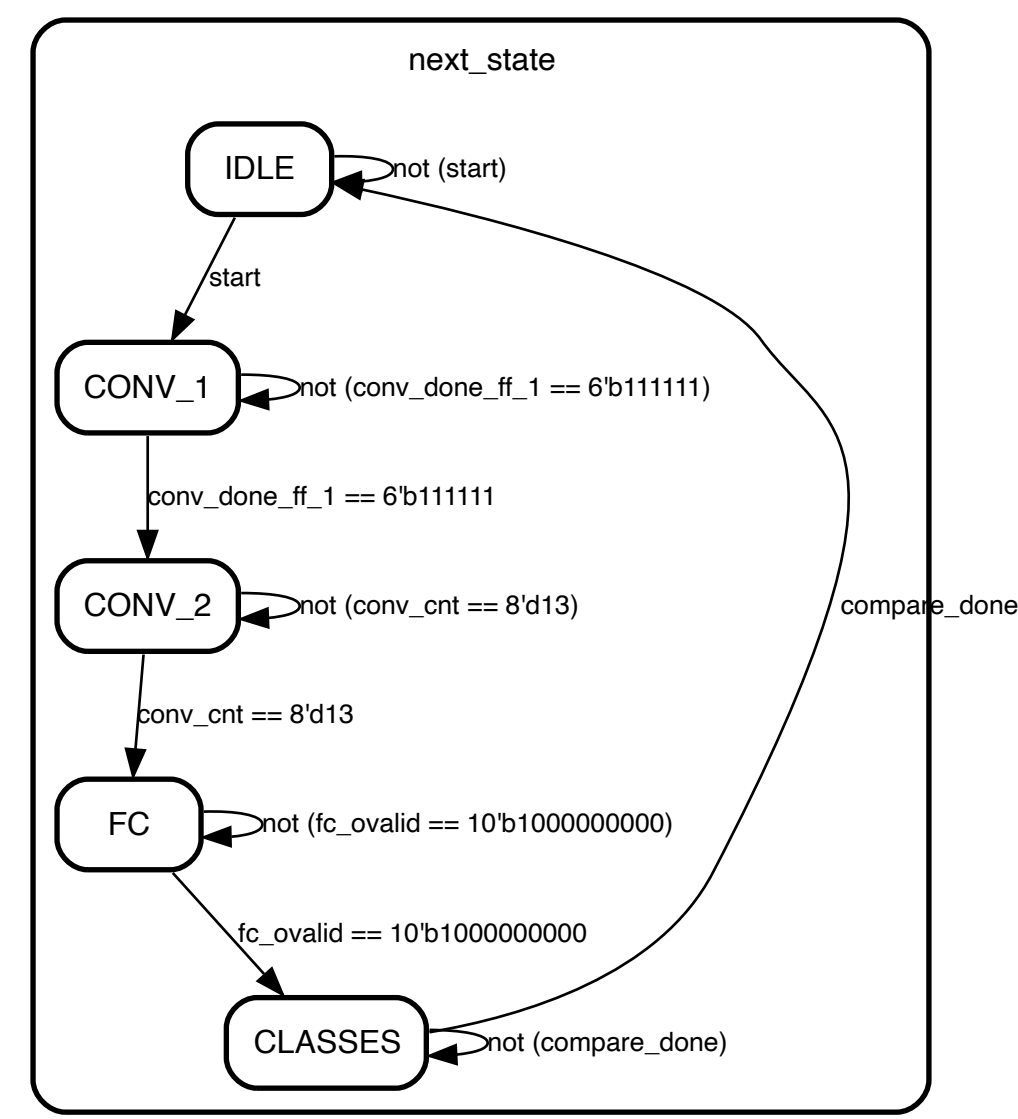 next_state
IDLE
not (start)
start
CONV_1
not (conv_done_ff_1 == 6'b111111)
conv_done_ff_1 == 6'b111111
CONV_2
not (conv_cnt == 8'd13)
compare_done
conv_cnt == 8'd13
FC
not (fc_ovalid == 10'b1000000000)
fc_ovalid == 10'b1000000000
CLASSES
not (compare_done)